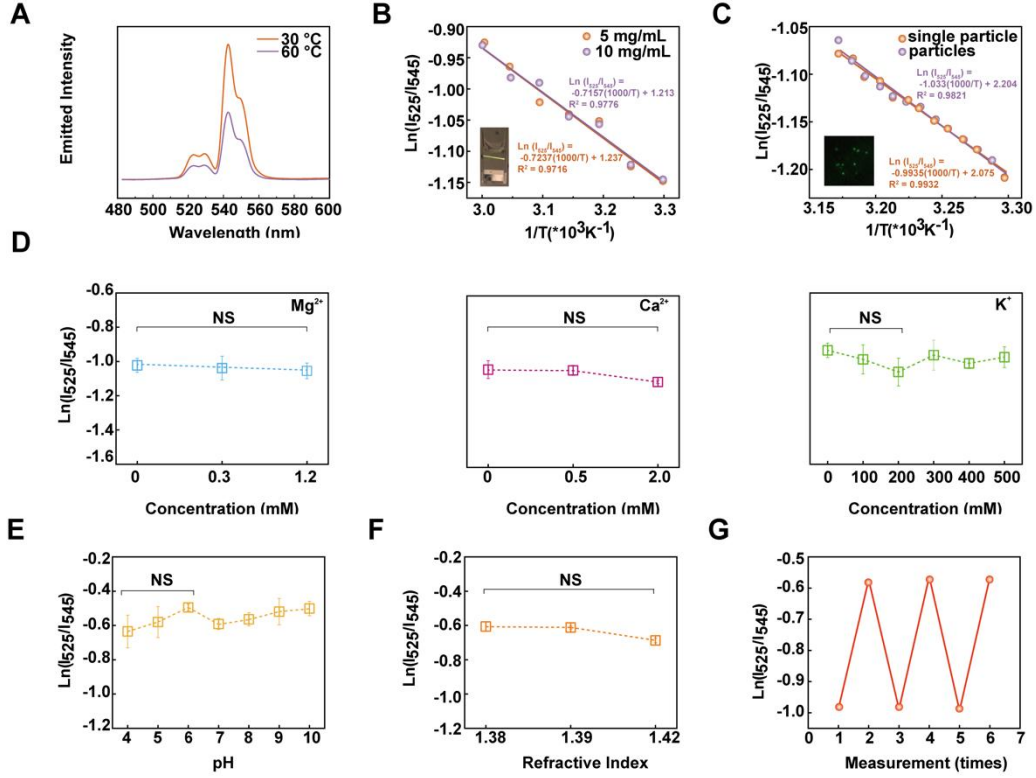 A
Emitted Intensity
30 °C
60 °C
480 500 520 540 560 580 600
Wavelength (nm)
B
Ln(I525/I545)
-0.90
-0.95
-1.00
-1.05
-1.10
-1.15
5 mg/mL
10 mg/mL
Ln (I525/I545) =
-0.7157(1000/T) + 1.213
R² = 0.9776
Ln (I525/I545) =
-0.7237(1000/T) + 1.237
R² = 0.9716
3.0 3.1 3.2 3.3
1/T(*10³K⁻¹)
C
Ln(I525/I545)
-1.05
-1.10
-1.15
-1.20
single particle
particles
Ln (I525/I545) =
-1.033(1000/T) + 2.204
R² = 0.9821
Ln (I525/I545) =
-0.9935(1000/T) + 2.075
R² = 0.9932
3.15 3.20 3.25 3.30
1/T(*10³K⁻¹)
D
Ln(I525/I545)
-0.6
-0.8
-1.0
-1.2
-1.4
-1.6
Mg²⁺
NS
0 0.3 1.2
Concentration (mM)
Ca²⁺
NS
0 0.5 2.0
Concentration (mM)
K⁺
NS
0 100 200 300 400 500
Concentration (mM)
E
Ln(I525/I545)
-0.2
-0.4
-0.6
-0.8
-1.0
-1.2
NS
4 5 6 7 8 9 10
pH
F
Ln(I525/I545)
-0.2
-0.4
-0.6
-0.8
-1.0
-1.2
NS
1.38 1.39 1.42
Refractive Index
G
Ln(I525/I545)
-0.5
-0.6
-0.7
-0.8
-0.9
-1.0
0 1 2 3 4 5 6 7
Measurement (times)